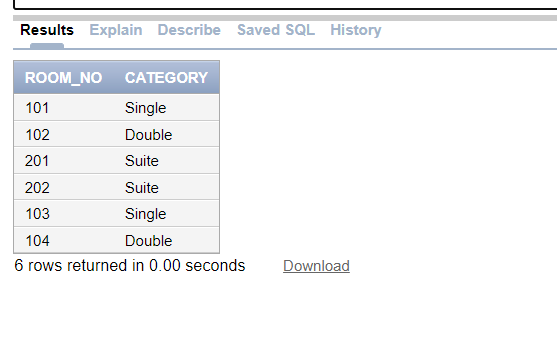 Results Explain Describe Saved SQL History
ROOM_NO CATEGORY
101 Single
102 Double
201 Suite
202 Suite
103 Single
104 Double
6 rows returned in 0.00 seconds Download